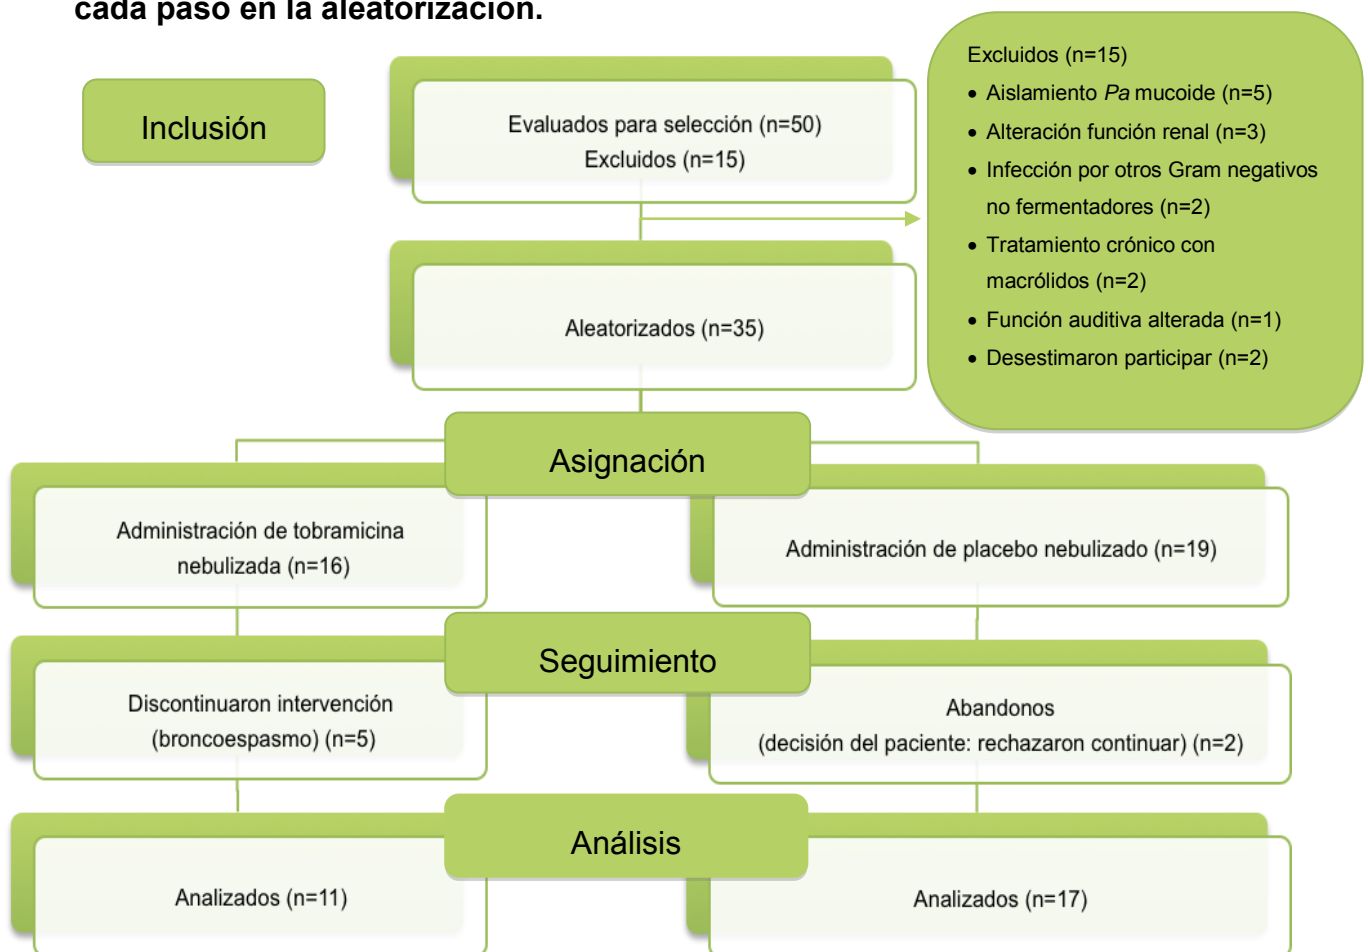 cada paso en la aleatorización.
Inclusión
Evaluados para selección (n=50)
Excluidos (n=15)
Excluidos (n=15)
• Aislamiento Pa mucoide (n=5)
• Alteración función renal (n=3)
• Infección por otros Gram negativos
no fermentadores (n=2)
• Tratamiento crónico con
macrólidos (n=2)
• Función auditiva alterada (n=1)
• Desestimaron participar (n=2)
Aleatorizados (n=35)
Asignación
Administración de tobramicina
nebulizada (n=16)
Administración de placebo nebulizado (n=19)
Seguimiento
Discontinuaron intervención
(broncoespasmo) (n=5)
Abandonos
(decisión del paciente: rechazaron continuar) (n=2)
Análisis
Analizados (n=11)
Analizados (n=17)